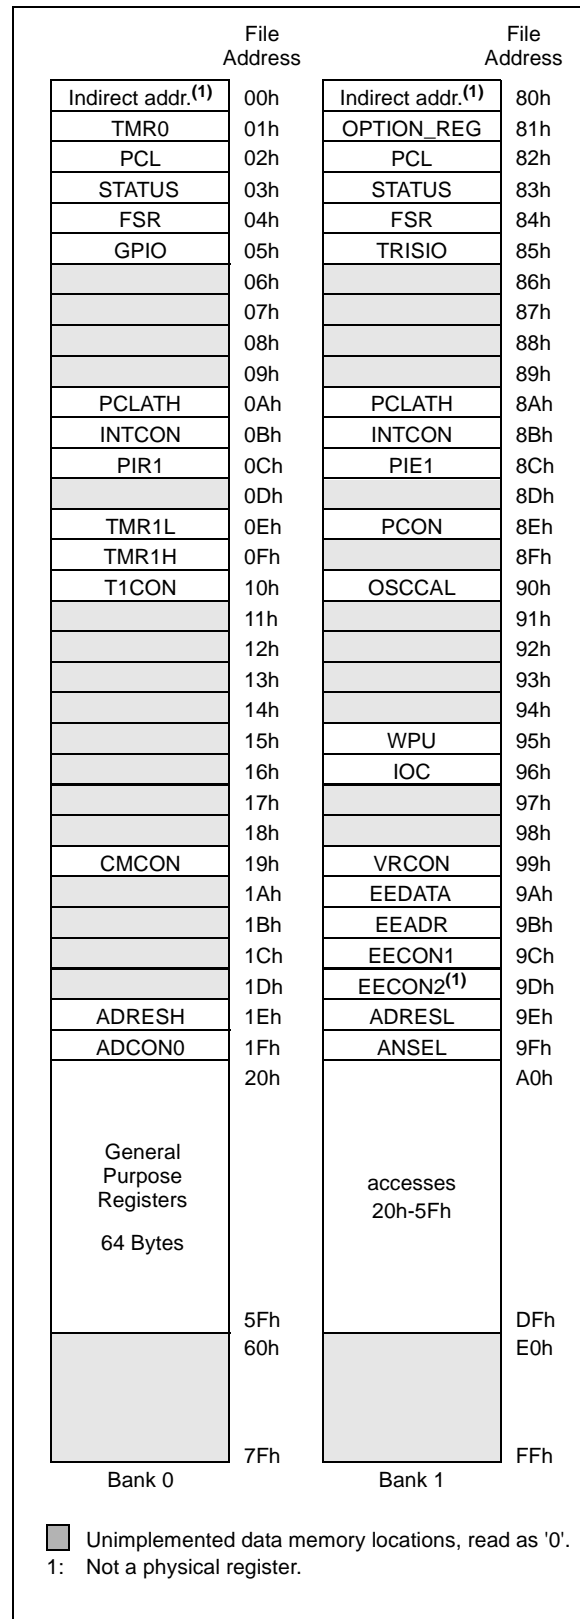 File File
Address Address
Indirect addr.(1) 00h Indirect addr.(1) 80h
TMR0 01h OPTION_REG 81h
PCL 02h PCL 82h
STATUS 03h STATUS 83h
FSR 04h FSR 84h
GPIO 05h TRISIO 85h
06h 86h
07h 87h
08h 88h
09h 89h
PCLATH 0Ah PCLATH 8Ah
INTCON 0Bh INTCON 8Bh
PIR1 0Ch PIE1 8Ch
0Dh 8Dh
TMR1L 0Eh PCON 8Eh
TMR1H 0Fh 8Fh
T1CON 10h OSCCAL 90h
11h 91h
12h 92h
13h 93h
14h 94h
15h WPU 95h
16h IOC 96h
17h 97h
18h 98h
CMCON 19h VRCON 99h
1Ah EEDATA 9Ah
1Bh EEADR 9Bh
1Ch EECON1 9Ch
1Dh EECON2(1) 9Dh
ADRESH 1Eh ADRESL 9Eh
ADCON0 1Fh ANSEL 9Fh
20h A0h
General
Purpose
Registers
64 Bytes
accesses
20h-5Fh
5Fh DFh
60h E0h
7Fh FFh
Bank 0 Bank 1
Unimplemented data memory locations, read as '0'.
1: Not a physical register.